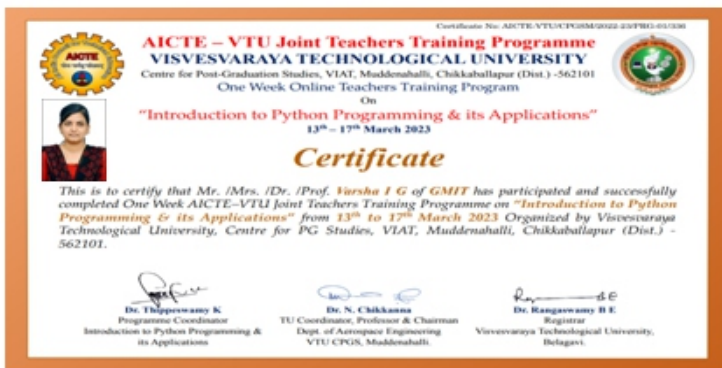 Certificate No: AICTE/VTU/CPGSM/2022-23/PRG-01/336
AICTE
AICTE – VTU Joint Teachers Training Programme
VISVESVARAYA TECHNOLOGICAL UNIVERSITY
Centre for Post-Graduation Studies, VIAT, Muddenahalli, Chikkaballapur (Dist.) -562101
One Week Online Teachers Training Program
On
"Introduction to Python Programming & its Applications"
13th – 17th March 2023
Certificate
This is to certify that Mr. /Mrs. /Dr. /Prof. Varsha I G of GMIT has participated and successfully
completed One Week AICTE–VTU Joint Teachers Training Programme on "Introduction to Python
Programming & its Applications" from 13th to 17th March 2023 Organized by Visvesvaraya
Technological University, Centre for PG Studies, VIAT, Muddenahalli, Chikkaballapur (Dist.) -
562101.
Dr. Thippeswamy K
Programme Coordinator
Introduction to Python Programming &
its Applications
Dr. N. Chikkanna
TU Coordinator, Professor & Chairman
Dept. of Aerospace Engineering
VTU CPGS, Muddenahalli.
Dr. Rangaswamy B E
Registrar
Visvesvaraya Technological University,
Belagavi.